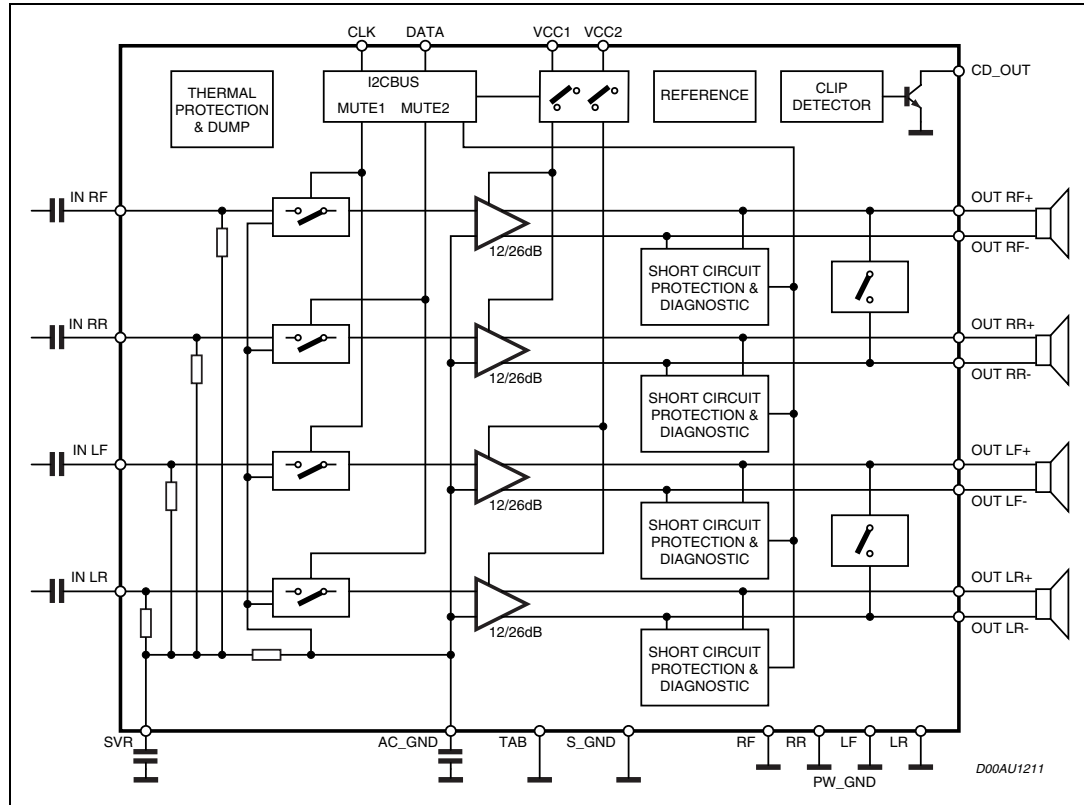 CLK DATA VCC1 VCC2
CD_OUT
THERMAL
PROTECTION
& DUMP
I2CBUS
MUTE1 MUTE2
REFERENCE
CLIP
DETECTOR
IN RF
12/26dB
SHORT CIRCUIT
PROTECTION &
DIAGNOSTIC
OUT RF+
OUT RF-
IN RR
12/26dB
SHORT CIRCUIT
PROTECTION &
DIAGNOSTIC
OUT RR+
OUT RR-
IN LF
12/26dB
SHORT CIRCUIT
PROTECTION &
DIAGNOSTIC
OUT LF+
OUT LF-
IN LR
12/26dB
SHORT CIRCUIT
PROTECTION &
DIAGNOSTIC
OUT LR+
OUT LR-
SVR AC_GND TAB S_GND RF RR LF LR
PW_GND
D00AU1211